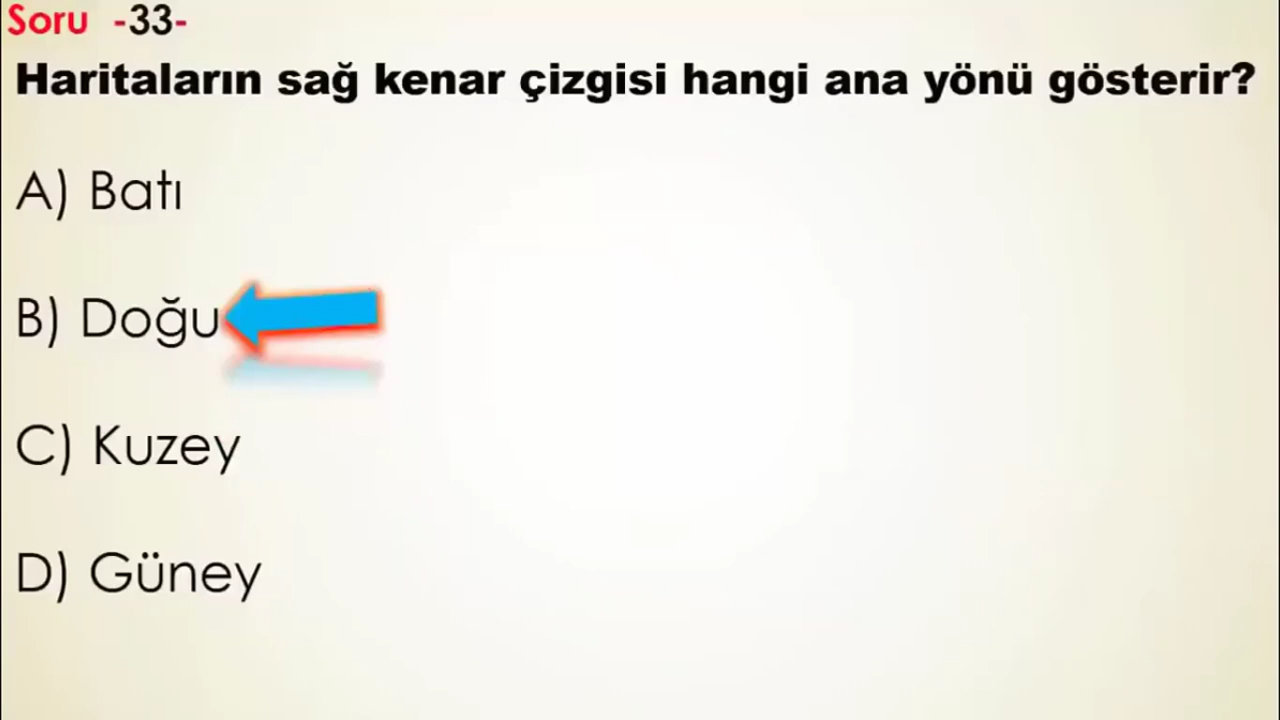 Soru -33-
Haritaların sağ kenar çizgisi hangi ana yönü gösterir?
A) Batı
B) Doğu
C) Kuzey
D) Güney